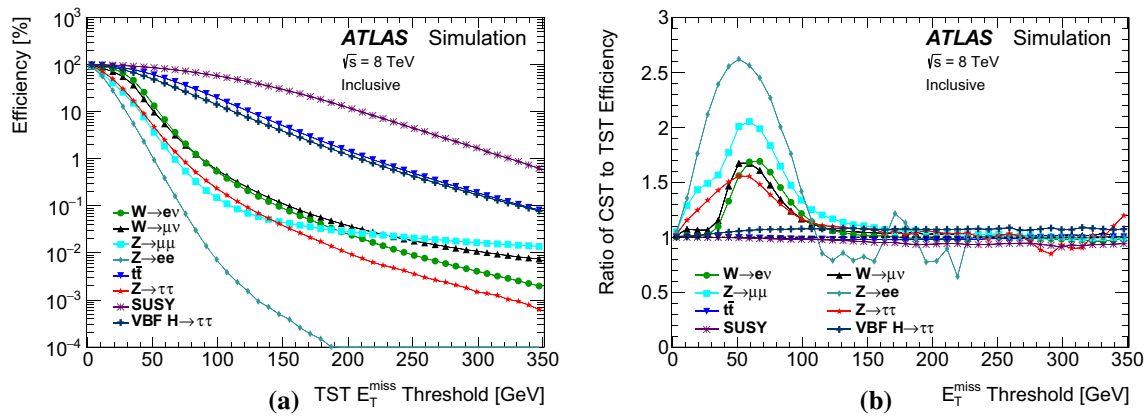 Efficiency [%]
ATLAS Simulation
√s = 8 TeV
Inclusive
10²
10
1
10⁻¹
10⁻²
10⁻³
10⁻⁴
W→eν
W→μν
Z→μμ
Z→ee
tt̄
Z→ττ
SUSY
VBF H→ττ
0 50 100 150 200 250 300 350
(a) TST E_T^miss Threshold [GeV]
Ratio of CST to TST Efficiency
ATLAS Simulation
√s = 8 TeV
Inclusive
3
2.5
2
1.5
1
0.5
0
W→eν W→μν
Z→μμ Z→ee
tt̄ Z→ττ
SUSY VBF H→ττ
0 50 100 150 200 250 300 350
(b) E_T^miss Threshold [GeV]